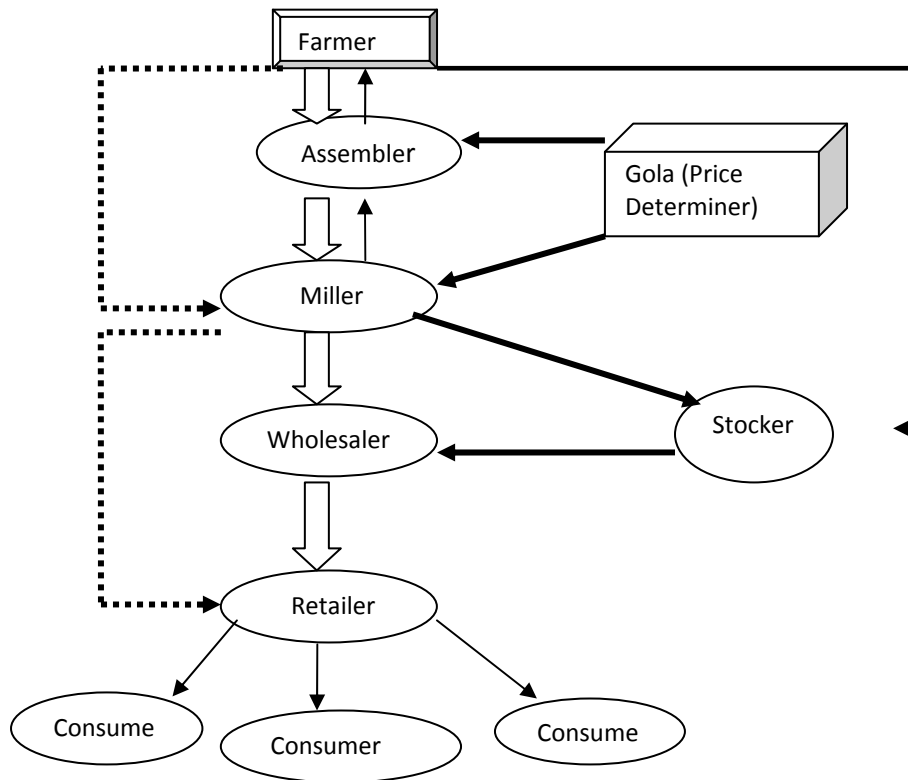 Farmer
Assembler
Gola (Price
Determiner)
Miller
Stocker
Wholesaler
Retailer
Consume
Consumer
Consume